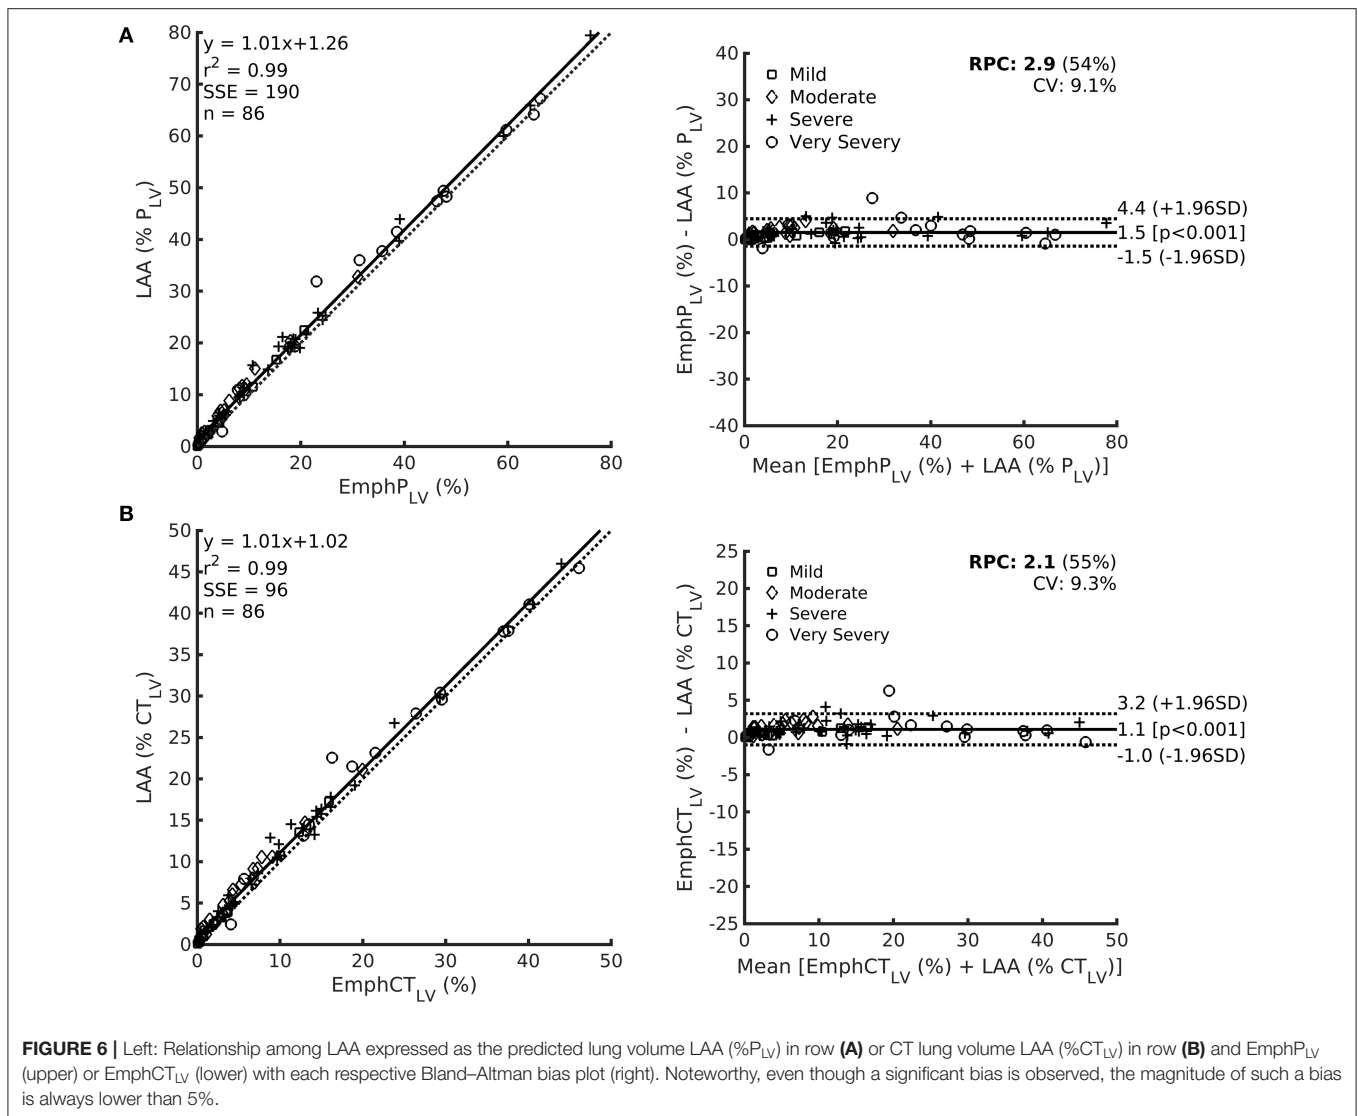 A
y = 1.01x+1.26
r² = 0.99
SSE = 190
n = 86
80
70
60
50
40
30
20
10
0
LAA (% P_LV)
0 20 40 60 80
EmphP_LV (%)
RPC: 2.9 (54%)
CV: 9.1%
Mild
Moderate
Severe
Very Severy
40
30
20
10
0
-10
-20
-30
-40
EmphP_LV (%) - LAA (% P_LV)
4.4 (+1.96SD)
1.5 [p<0.001]
-1.5 (-1.96SD)
0 20 40 60 80
Mean [EmphP_LV (%) + LAA (% P_LV)]
B
y = 1.01x+1.02
r² = 0.99
SSE = 96
n = 86
50
45
40
35
30
25
20
15
10
5
0
LAA (% CT_LV)
0 10 20 30 40 50
EmphCT_LV (%)
RPC: 2.1 (55%)
CV: 9.3%
Mild
Moderate
Severe
Very Severy
25
20
15
10
5
0
-5
-10
-15
-20
-25
EmphCT_LV (%) - LAA (% CT_LV)
3.2 (+1.96SD)
1.1 [p<0.001]
-1.0 (-1.96SD)
0 10 20 30 40 50
Mean [EmphCT_LV (%) + LAA (% CT_LV)]
FIGURE 6 | Left: Relationship among LAA expressed as the predicted lung volume LAA (%P_LV) in row (A) or CT lung volume LAA (%CT_LV) in row (B) and EmphP_LV
(upper) or EmphCT_LV (lower) with each respective Bland–Altman bias plot (right). Noteworthy, even though a significant bias is observed, the magnitude of such a bias
is always lower than 5%.